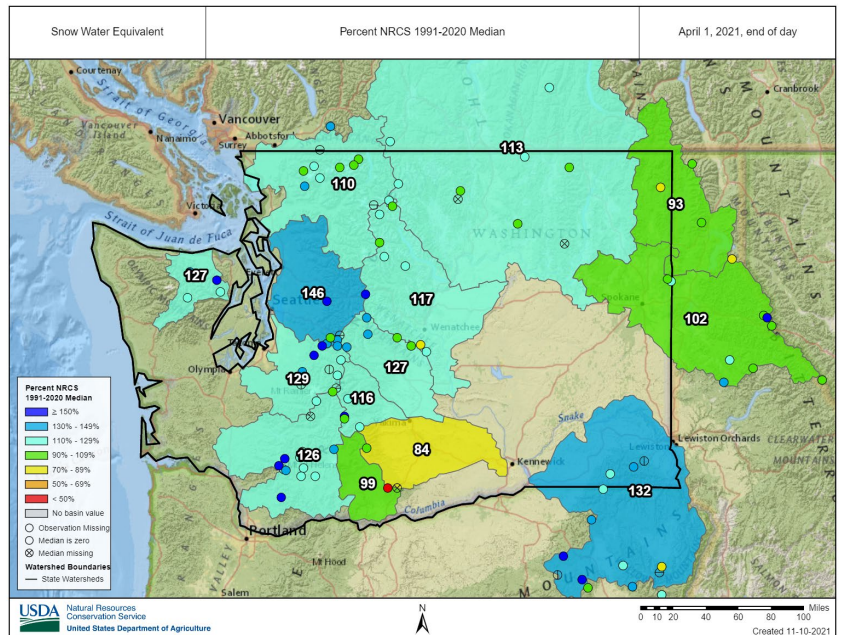 Snow Water Equivalent
Percent NRCS 1991-2020 Median
April 1, 2021, end of day
Courtenay
Cranbrook
Strait of Georgia
Vancouver
Vancouver Island
Nanaimo
Abbotsfor
Surrey
113
110
Victoria
93
Strait of Juan de Fuca
WASHINGTON
127
146
117
Spokane
102
Wenatchee
Olympia
129
127
116
Percent NRCS
1991-2020 Median
≥ 150%
130% - 149%
110% - 129%
90% - 109%
70% - 89%
50% - 69%
< 50%
No basin value
Observation Missing
Median is zero
Median missing
Watershed Boundaries
State Watersheds
Snake
84
126
Lewiston
Lewiston Orchards
CLEARWATER
MOUNTAINS
Kennewick
99
132
Columbia
Portland
VALLEY
Mt Hood
MOUNTAINS
Salem
USDA
Natural Resources
Conservation Service
United States Department of Agriculture
N
0 10 20 40 60 80 100
Miles
Created 11-10-2021